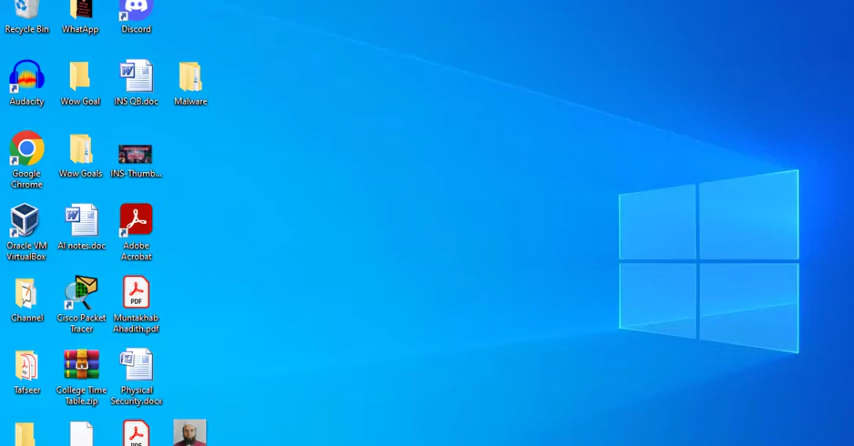 Recycle Bin
WhatApp
Discord
Audacity
Wow Goal
INS QB.doc
Malware
Google
Chrome
Wow Goals
INS-Thumb...
Oracle VM
VirtualBox
AI notes.doc
Adobe
Acrobat
Channel
Cisco Packet
Tracer
Muntakhab
Ahadith.pdf
Tafseer
College Time
Table.zip
Physical
Security.docx
PDF
PDF